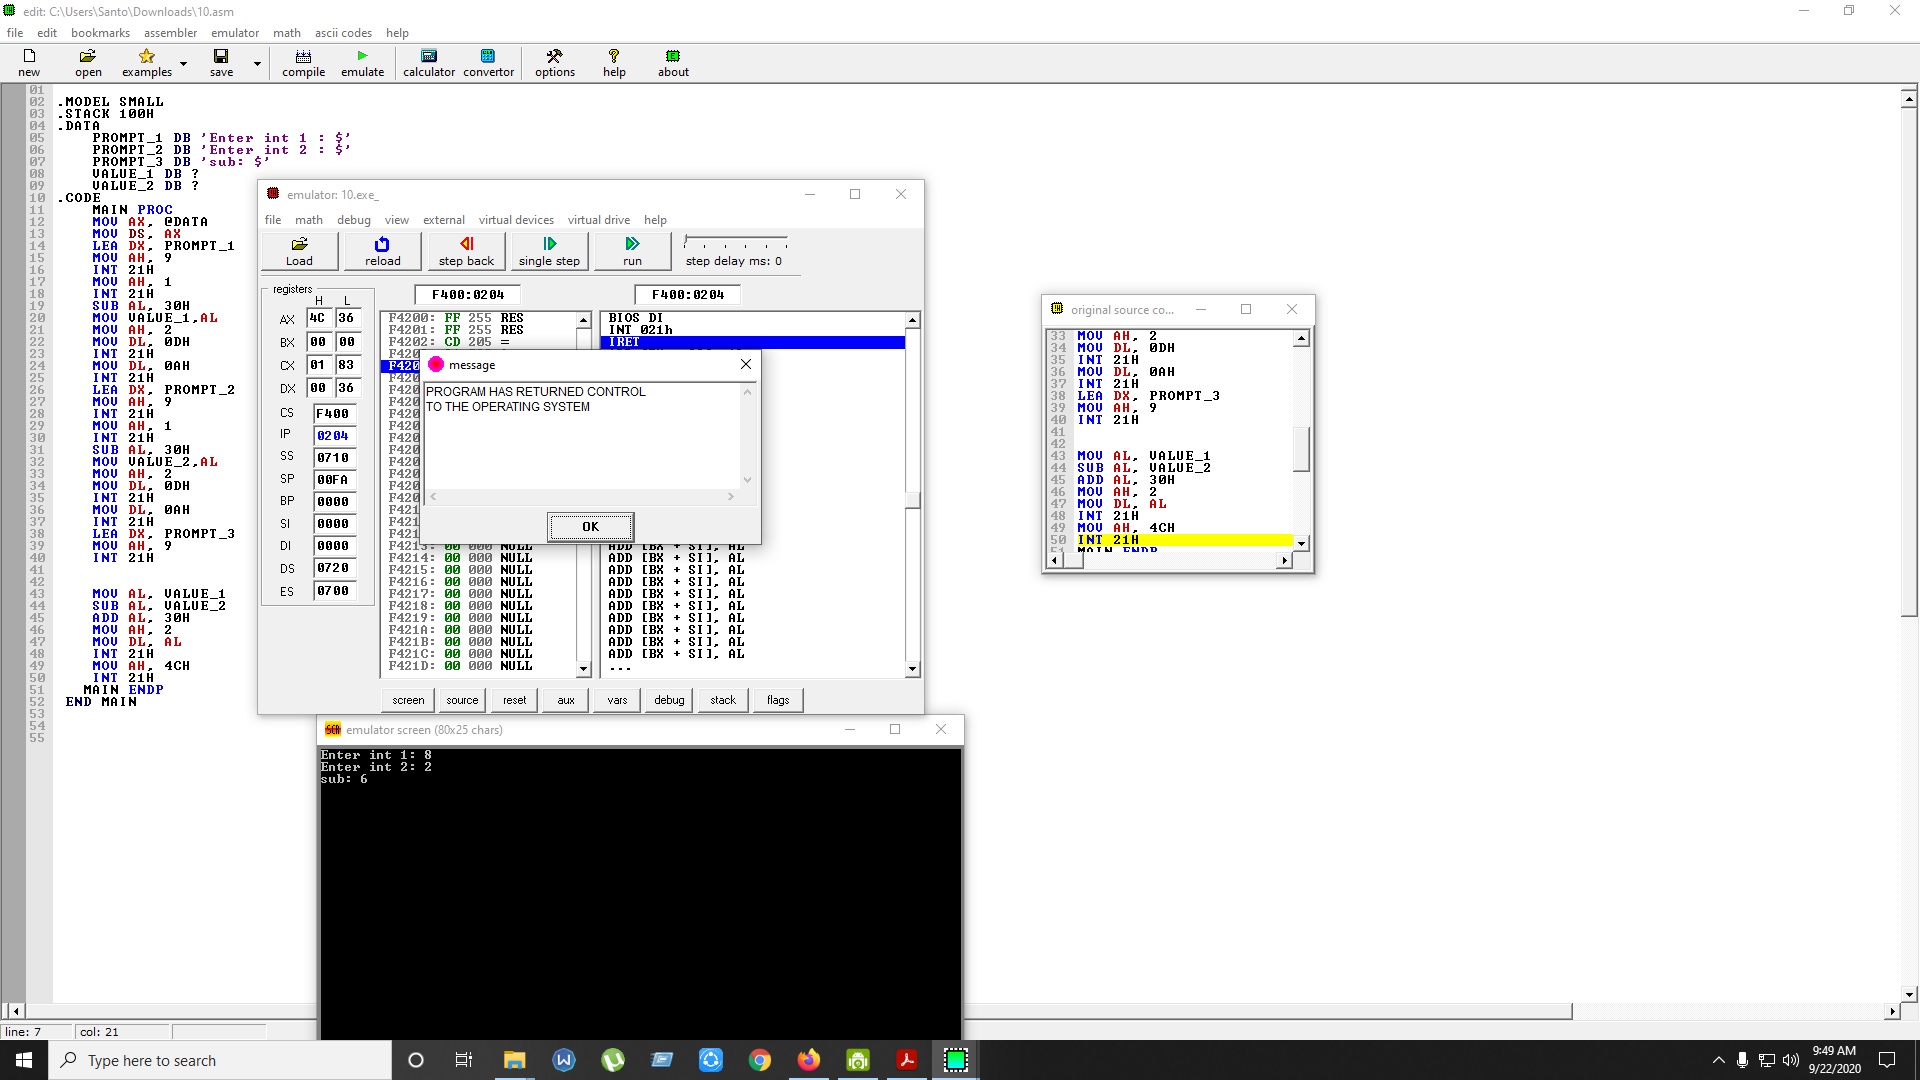 edit: C:\Users\Santo\Downloads\10.asm
file edit bookmarks assembler emulator math ascii codes help
new open examples save compile emulate calculator convertor options help about
01
02 .MODEL SMALL
03 .STACK 100H
04 .DATA
05 PROMPT_1 DB 'Enter int 1 : $'
06 PROMPT_2 DB 'Enter int 2 : $'
07 PROMPT_3 DB 'sub: $'
08 VALUE_1 DB ?
09 VALUE_2 DB ?
10 .CODE
11 MAIN PROC
12 MOV AX, @DATA
13 MOV DS, AX
14 LEA DX, PROMPT_1
15 MOV AH, 9
16 INT 21H
17 MOV AH, 1
18 INT 21H
19 SUB AL, 30H
20 MOV VALUE_1,AL
21 MOV AH, 2
22 MOV DL, 0DH
23 INT 21H
24 MOV DL, 0AH
25 INT 21H
26 LEA DX, PROMPT_2
27 MOV AH, 9
28 INT 21H
29 MOV AH, 1
30 INT 21H
31 SUB AL, 30H
32 MOV VALUE_2,AL
33 MOV AH, 2
34 MOV DL, 0DH
35 INT 21H
36 MOV DL, 0AH
37 INT 21H
38 LEA DX, PROMPT_3
39 MOV AH, 9
40 INT 21H
41
42
43 MOV AL, VALUE_1
44 SUB AL, VALUE_2
45 ADD AL, 30H
46 MOV AH, 2
47 MOV DL, AL
48 INT 21H
49 MOV AH, 4CH
50 INT 21H
51 MAIN ENDP
52 END MAIN
53
54
55
line: 7 col: 21
emulator: 10.exe_
file math debug view external virtual devices virtual drive help
Load reload step back single step run step delay ms: 0
registers
H L
AX 4C 36
BX 00 00
CX 01 83
DX 00 36
CS F400
IP 0204
SS 0710
SP 00FA
BP 0000
SI 0000
DI 0000
DS 0720
ES 0700
F400:0204 F400:0204
F4200: FF 255 RES
F4201: FF 255 RES
F4202: CD 205 =
F4213: 00 000 NULL
F4214: 00 000 NULL
F4215: 00 000 NULL
F4216: 00 000 NULL
F4217: 00 000 NULL
F4218: 00 000 NULL
F4219: 00 000 NULL
F421A: 00 000 NULL
F421B: 00 000 NULL
F421C: 00 000 NULL
F421D: 00 000 NULL
BIOS DI
INT 021h
IRET
ADD [BX + SI], AL
ADD [BX + SI], AL
ADD [BX + SI], AL
ADD [BX + SI], AL
ADD [BX + SI], AL
ADD [BX + SI], AL
ADD [BX + SI], AL
ADD [BX + SI], AL
ADD [BX + SI], AL
ADD [BX + SI], AL
...
screen source reset aux vars debug stack flags
message
PROGRAM HAS RETURNED CONTROL
TO THE OPERATING SYSTEM
OK
original source co...
33 MOV AH, 2
34 MOV DL, 0DH
35 INT 21H
36 MOV DL, 0AH
37 INT 21H
38 LEA DX, PROMPT_3
39 MOV AH, 9
40 INT 21H
41
42
43 MOV AL, VALUE_1
44 SUB AL, VALUE_2
45 ADD AL, 30H
46 MOV AH, 2
47 MOV DL, AL
48 INT 21H
49 MOV AH, 4CH
50 INT 21H
51 MAIN ENDP
emulator screen (80x25 chars)
Enter int 1: 8
Enter int 2: 2
sub: 6
Type here to search
9:49 AM
9/22/2020